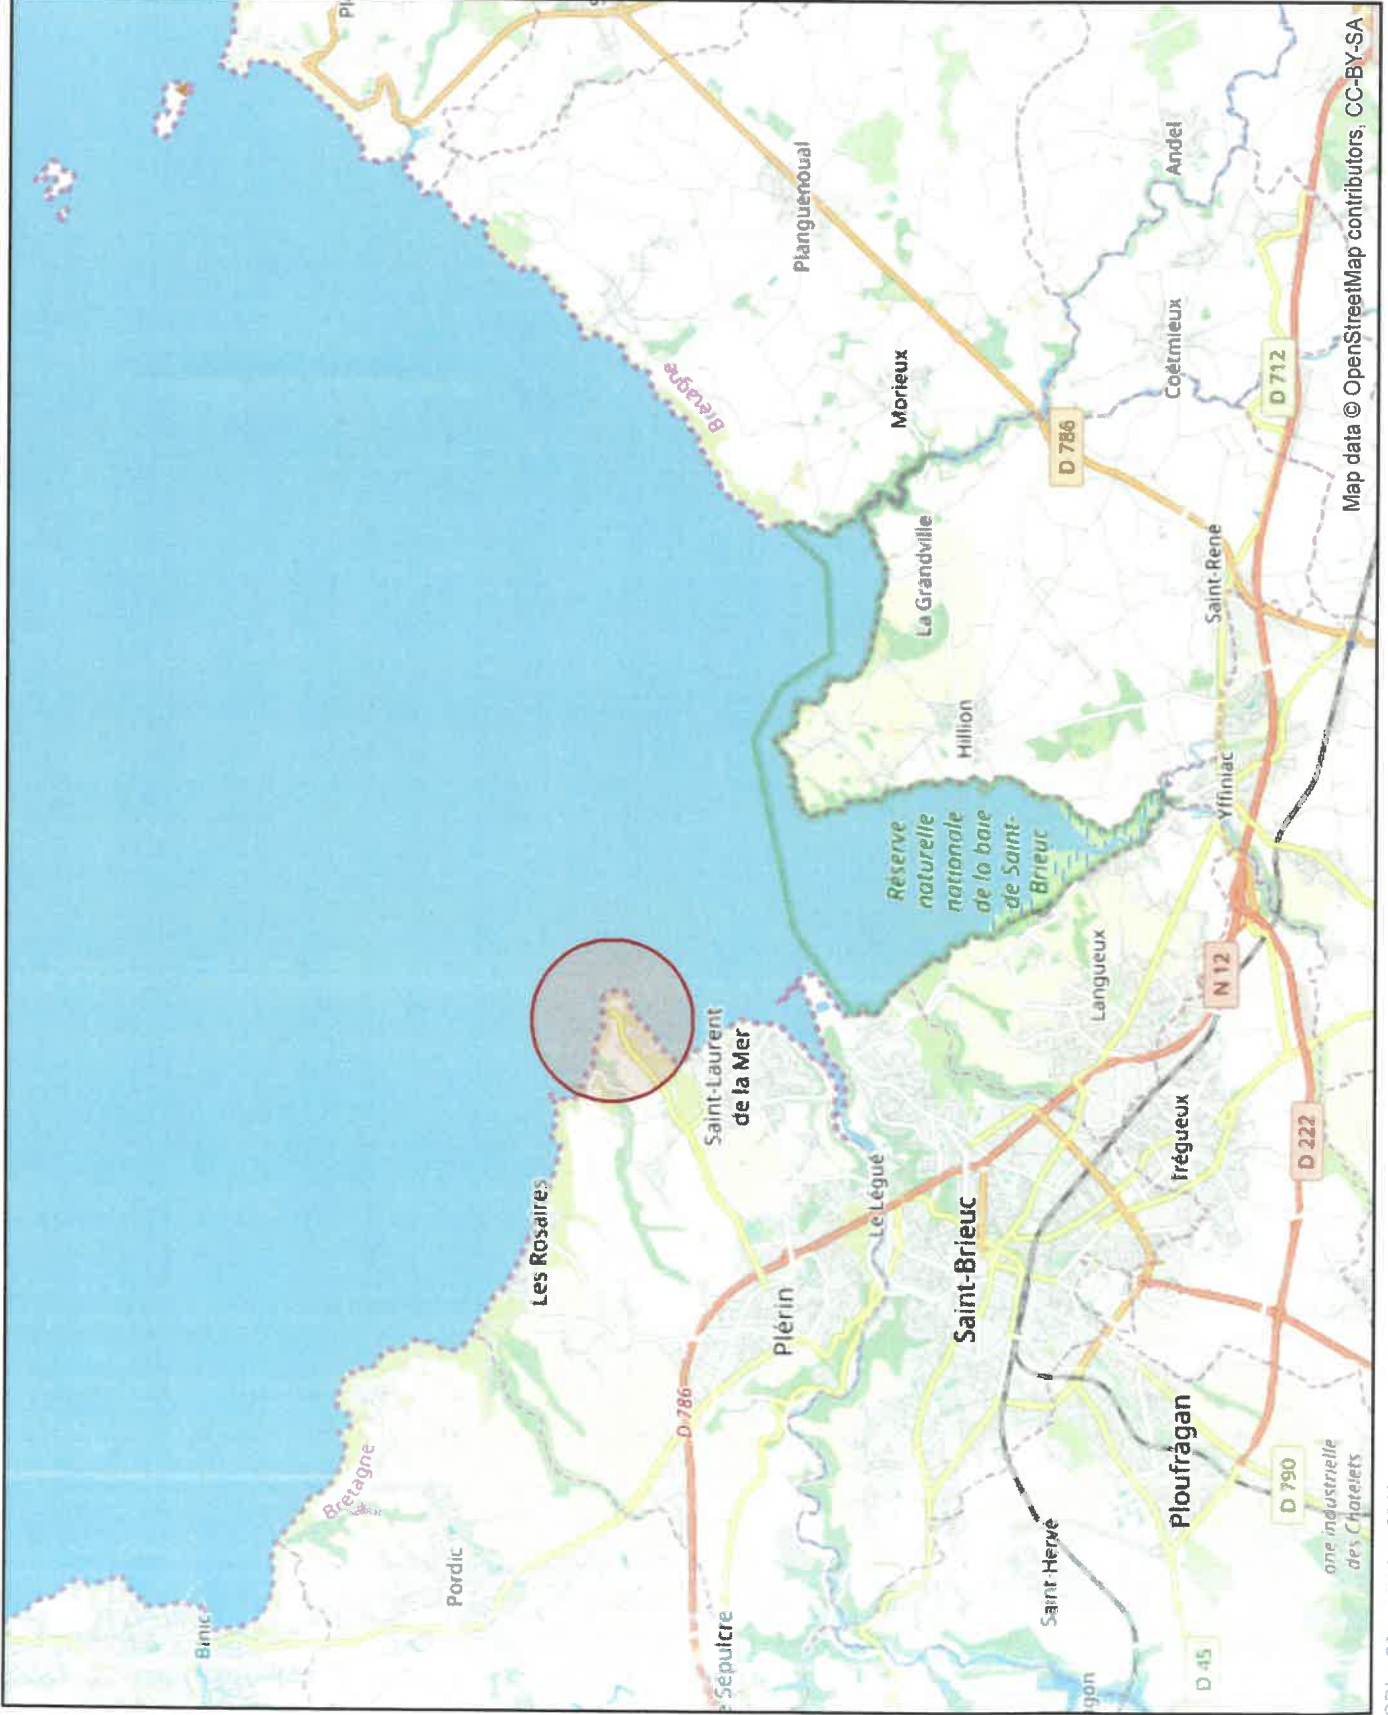 Binic
Bretagne
Pordic
Les Rosaires
D 786
Sépulcre
Plérin
Saint-Laurent
de la Mer
Le Légué
Saint-Brieuc
Saint-Hervé
Ploufragan
Trégueux
Langueux
N 12
D 222
D 790
D 45
one industrielle
des Chatelets
gon
Réserve
naturelle
nationale
de la baie
de Saint-
Brieuc
Hillion
Yffiniac
La Grandville
Saint-René
Morieux
Bretagne
D 786
Planguenoual
Coëtmieux
Andel
D 712
Pl
Map data © OpenStreetMap contributors, CC-BY-SA